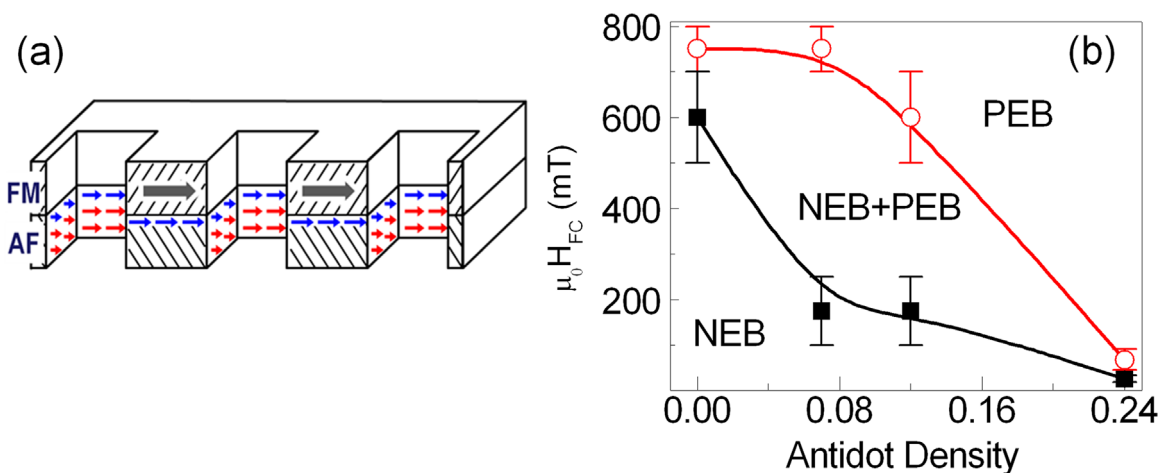 (a)
FM
AF
(b)
μ₀H_FC (mT)
800
600
400
200
PEB
NEB+PEB
NEB
0.00 0.08 0.16 0.24
Antidot Density